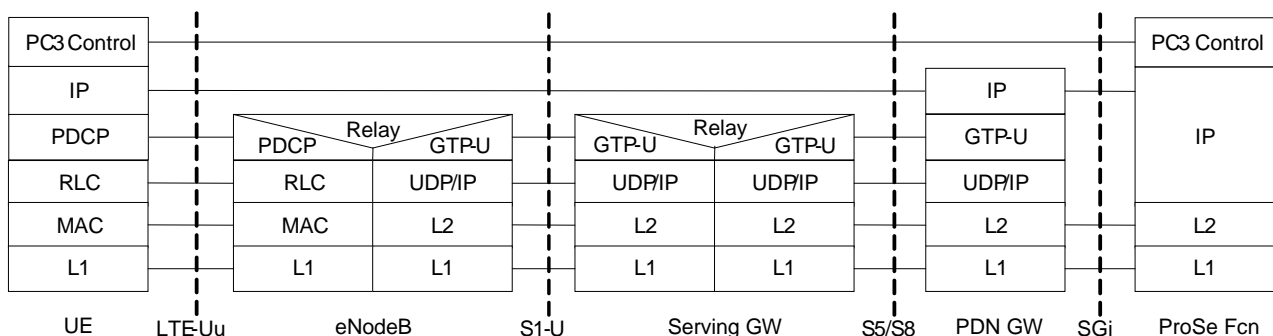 PC3 Control PC3 Control
IP IP
PDCP Relay Relay GTP-U IP
PDCP GTP-U GTP-U GTP-U
RLC RLC UDP/IP UDP/IP UDP/IP UDP/IP
MAC MAC L2 L2 L2 L2 L2
L1 L1 L1 L1 L1 L1 L1
UE LTE-Uu eNodeB S1-U Serving GW S5/S8 PDN GW SGi ProSe Fcn